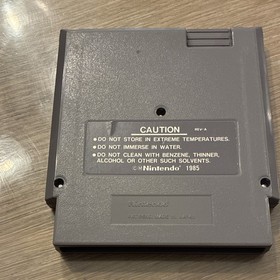 CAUTION
REV-A
• DO NOT STORE IN EXTREME TEMPERATURES.
• DO NOT IMMERSE IN WATER.
• DO NOT CLEAN WITH BENZENE, THINNER,
ALCOHOL OR OTHER SUCH SOLVENTS.
Nintendo 1985